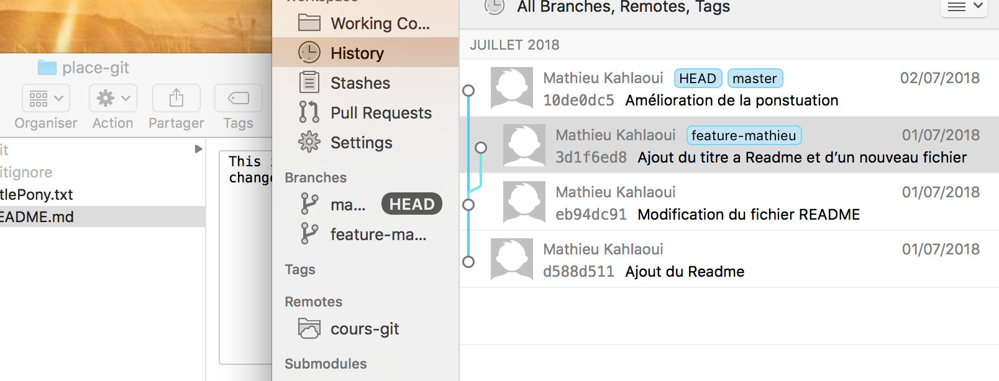 place-git
Organiser
Action
Partager
Tags
it
itignore
tlePony.txt
EADME.md
This
change
Workspace
Working Co...
History
Stashes
Pull Requests
Settings
Branches
ma... HEAD
feature-ma...
Tags
Remotes
cours-git
Submodules
All Branches, Remotes, Tags
JUILLET 2018
Mathieu Kahlaoui HEAD master 02/07/2018
10de0dc5 Amélioration de la ponstuation
Mathieu Kahlaoui feature-mathieu 01/07/2018
3d1f6ed8 Ajout du titre a Readme et d’un nouveau fichier
Mathieu Kahlaoui 01/07/2018
eb94dc91 Modification du fichier README
Mathieu Kahlaoui 01/07/2018
d588d511 Ajout du Readme